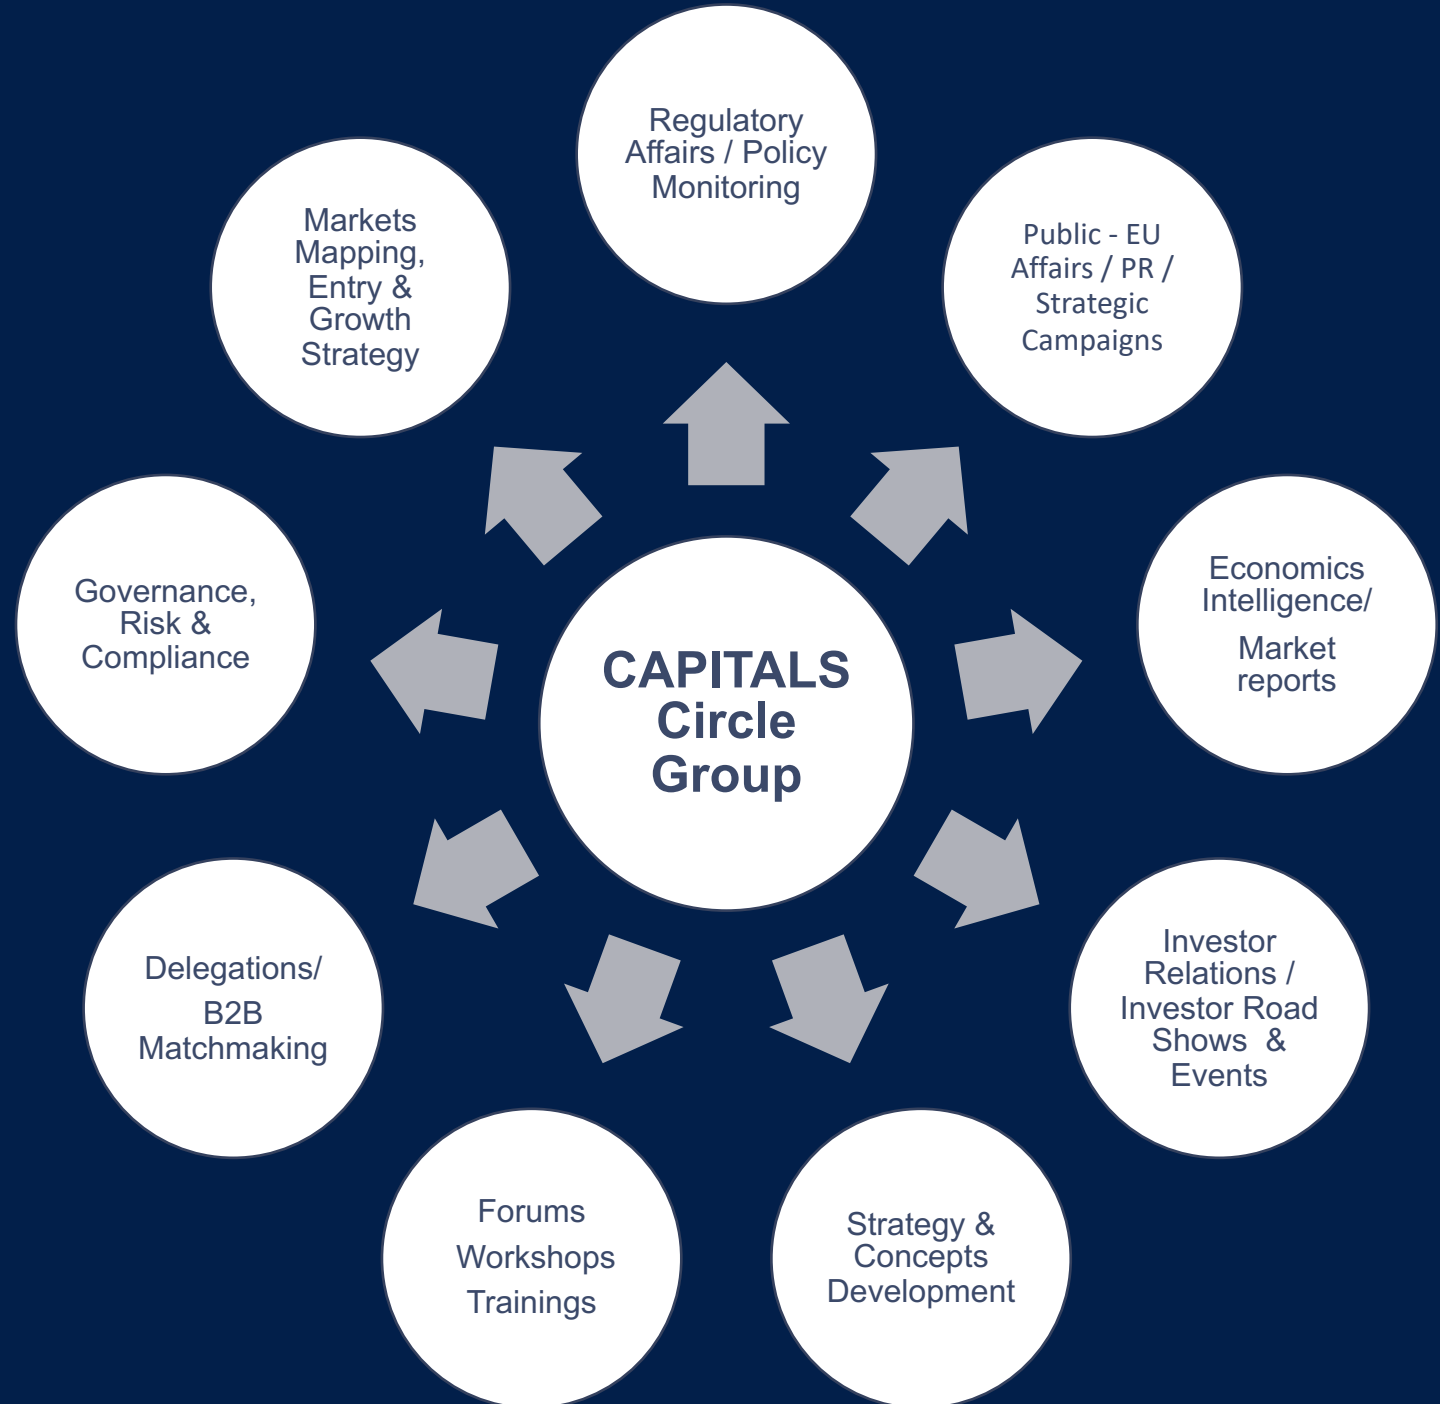 Regulatory
Affairs / Policy
Monitoring
Public - EU
Affairs / PR /
Strategic
Campaigns
Economics
Intelligence/
Market
reports
Investor
Relations /
Investor Road
Shows  &
Events
Strategy &
Concepts
Development
Forums
Workshops
Trainings
Delegations/
B2B
Matchmaking
Governance,
Risk &
Compliance
Markets
Mapping,
Entry &
Growth
Strategy
CAPITALS
Circle
Group